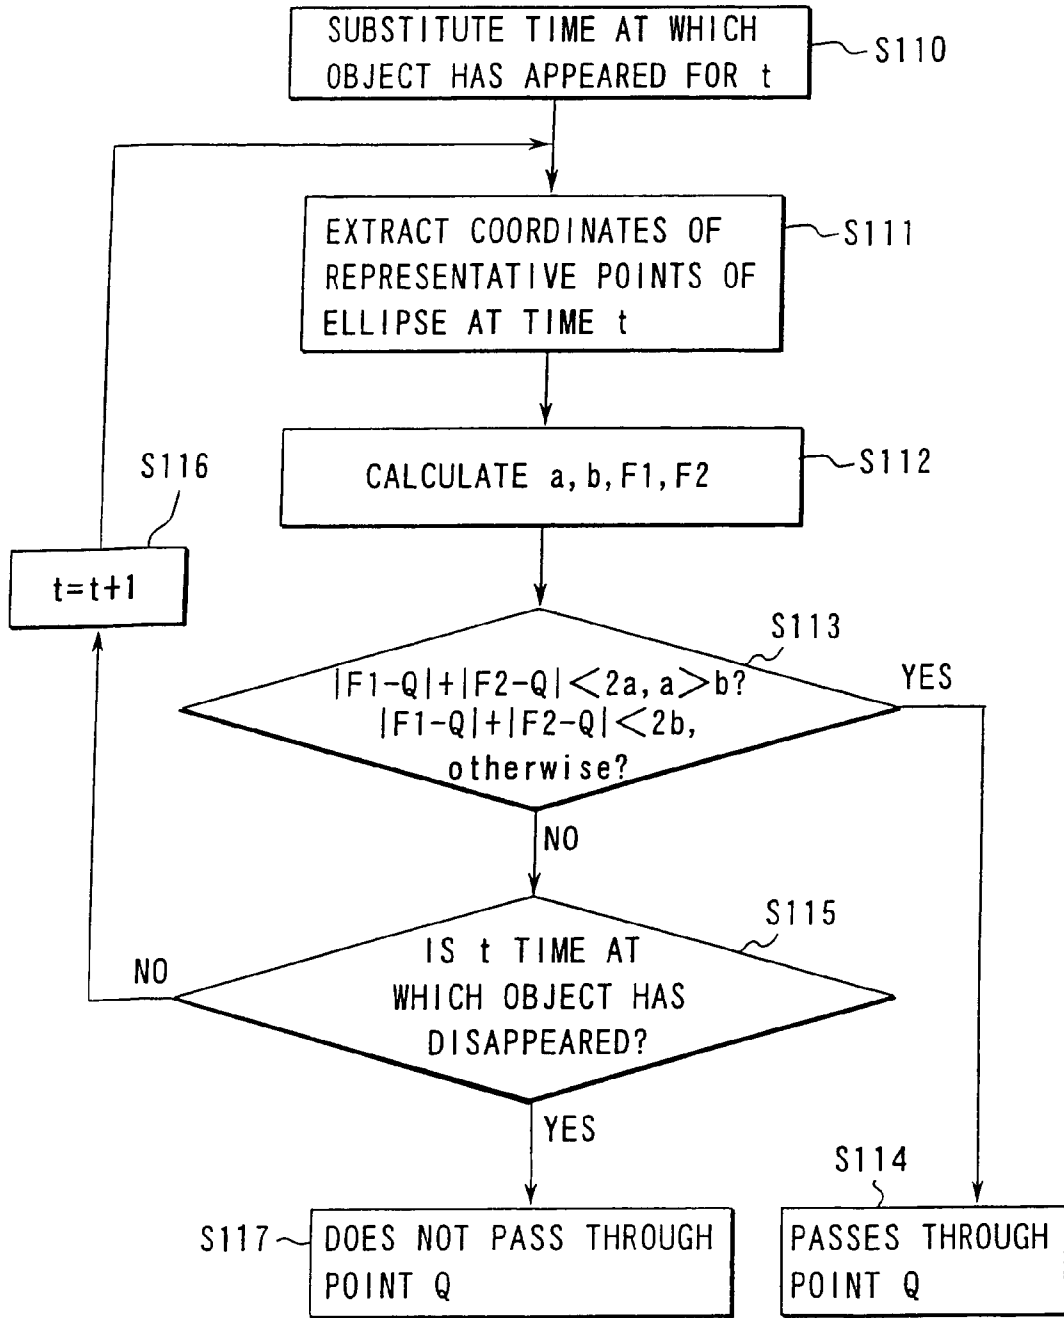 SUBSTITUTE TIME AT WHICH
OBJECT HAS APPEARED FOR t
S110
EXTRACT COORDINATES OF
REPRESENTATIVE POINTS OF
ELLIPSE AT TIME t
S111
CALCULATE a, b, F1, F2
S112
S116
t=t+1
S113
|F1-Q|+|F2-Q|<2a, a>b?
|F1-Q|+|F2-Q|<2b,
otherwise?
YES
NO
S115
IS t TIME AT
WHICH OBJECT HAS
DISAPPEARED?
NO
YES
S114
S117
DOES NOT PASS THROUGH
POINT Q
PASSES THROUGH
POINT Q